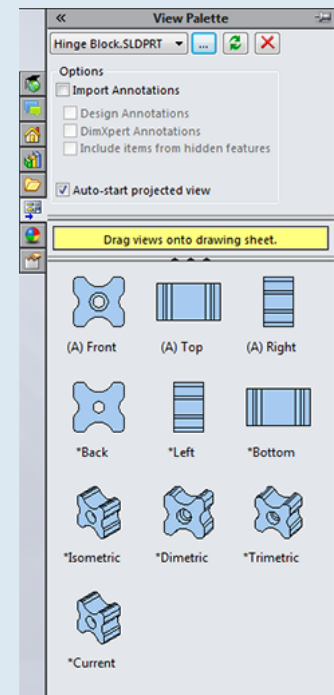 « View Palette
Hinge Block.SLDPRT ...
Options
Import Annotations
Design Annotations
DimXpert Annotations
Include items from hidden features
Auto-start projected view
Drag views onto drawing sheet.
(A) Front (A) Top (A) Right
*Back *Left *Bottom
*Isometric *Dimetric *Trimetric
*Current